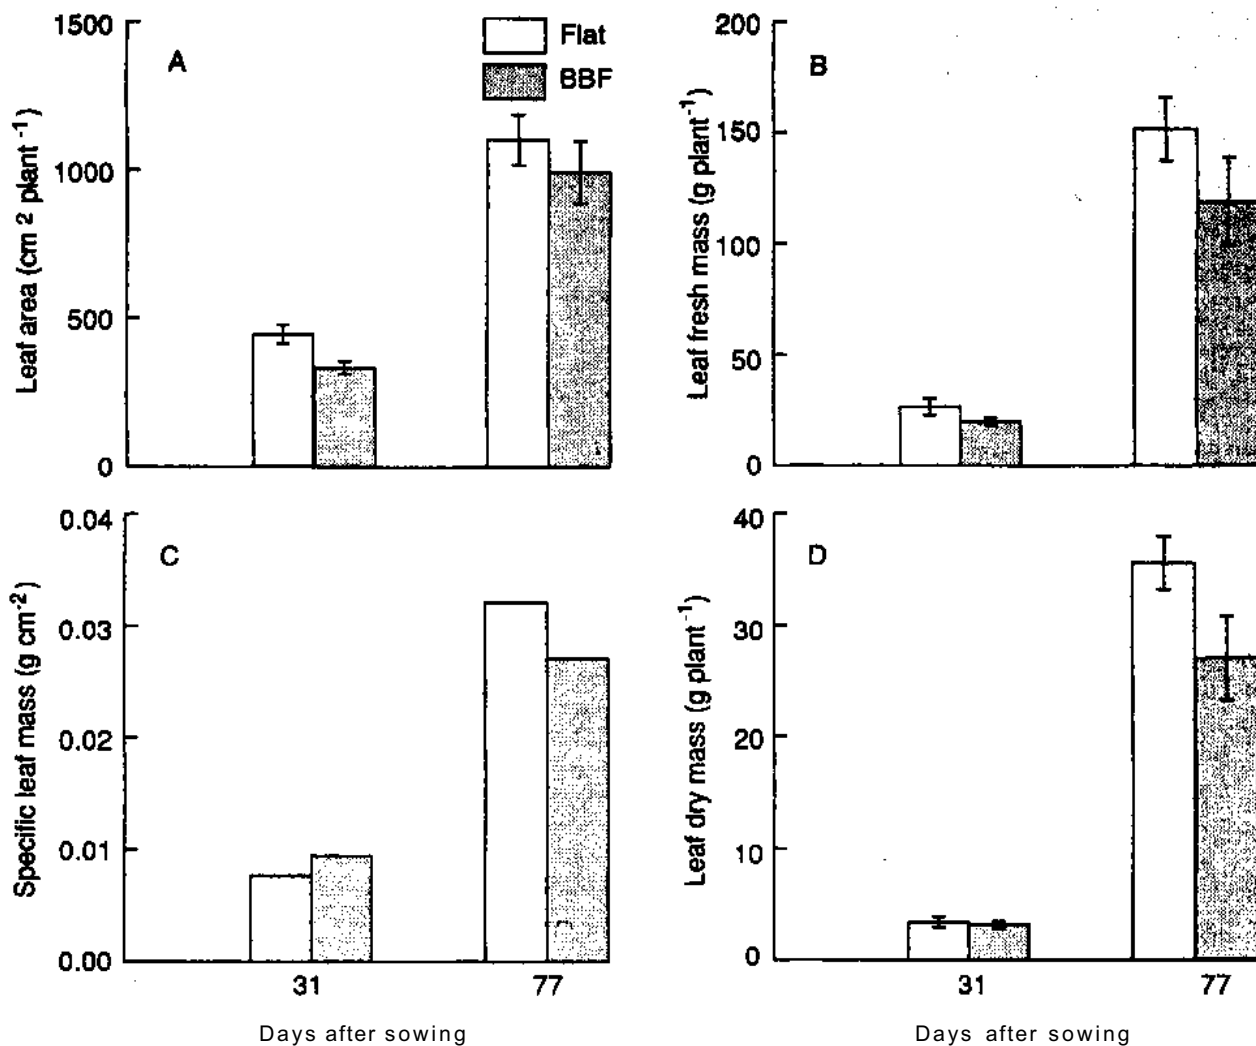 A
Flat
BBF
1500
1000
500
0
Leaf area (cm 2 plant -1)
B
200
150
100
50
0
Leaf fresh mass (g plant-1)
C
0.04
0.03
0.02
0.01
0.00
Specific leaf mass (g cm-2)
31 77
Days after sowing
D
40
30
20
10
0
Leaf dry mass (g plant-1)
31 77
Days after sowing